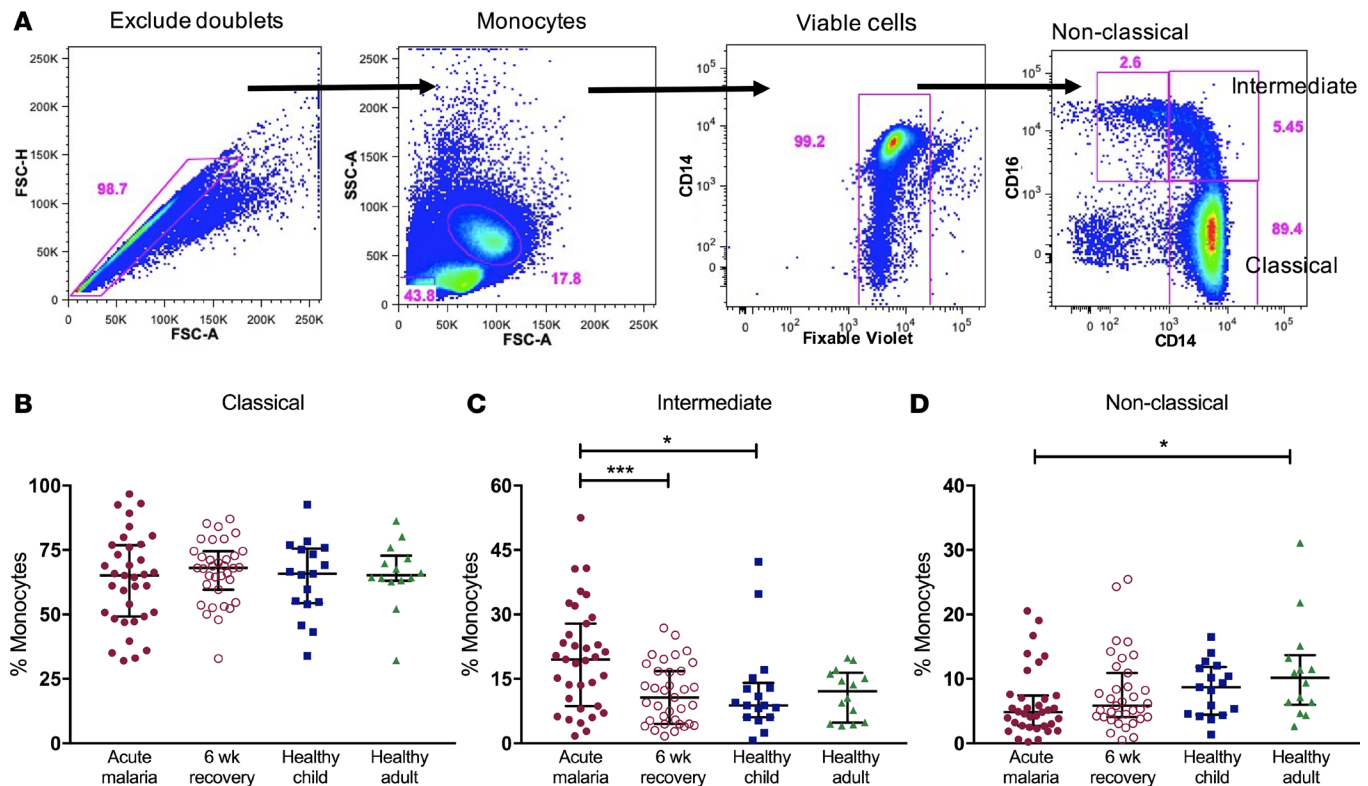 A
Exclude doublets
Monocytes
Viable cells
Non-classical
250K
200K
150K
100K
50K
0
FSC-H
98.7
0 50K 100K 150K 200K 250K
FSC-A
250K
200K
150K
100K
50K
0
SSC-A
43.8
17.8
0 50K 100K 150K 200K 250K
FSC-A
10^5
10^4
10^3
10^2
0
CD14
99.2
0 10^2 10^3 10^4 10^5
Fixable Violet
10^5
10^4
10^3
0
CD16
2.6
Intermediate
5.45
89.4
Classical
0 10^2 10^3 10^4 10^5
CD14
B
Classical
% Monocytes
100
75
50
25
0
Acute malaria
6 wk recovery
Healthy child
Healthy adult
C
Intermediate
*
***
% Monocytes
60
45
30
15
0
Acute malaria
6 wk recovery
Healthy child
Healthy adult
D
Non-classical
*
% Monocytes
40
30
20
10
0
Acute malaria
6 wk recovery
Healthy child
Healthy adult